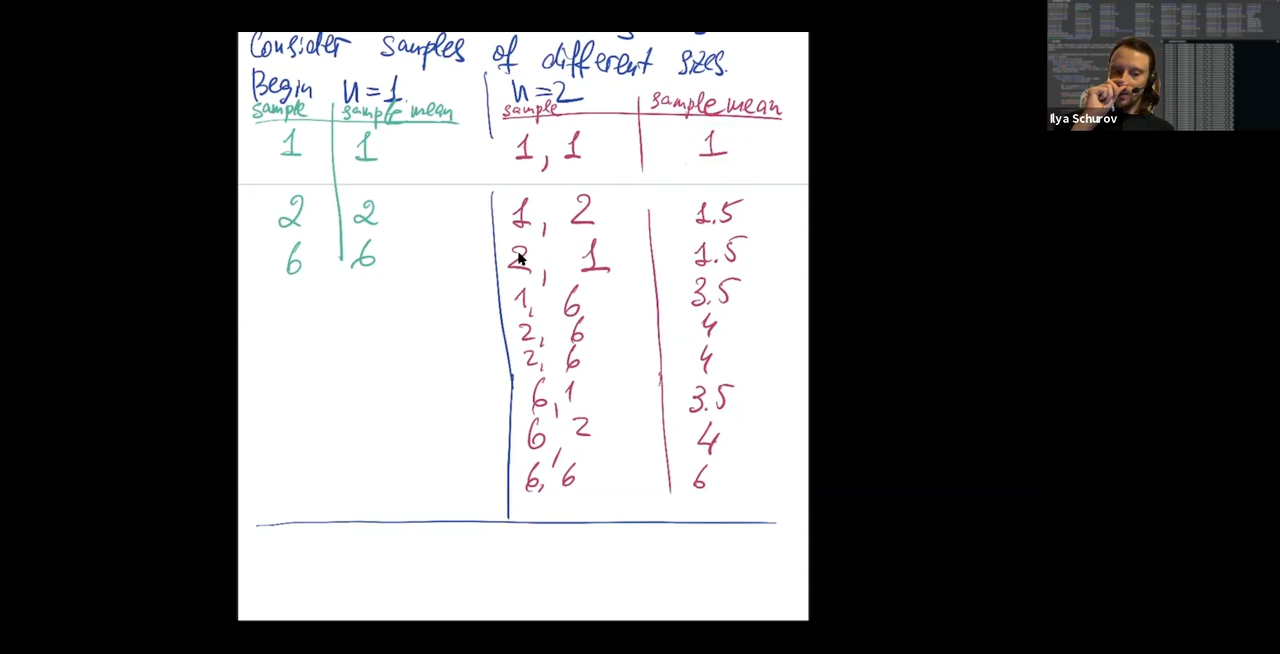 Consider samples of different sizes.
Begin n=1
sample | sample mean
1 | 1
2 | 2
6 | 6
n=2
sample | sample mean
1, 1 | 1
1, 2 | 1.5
2, 1 | 1.5
1, 6 | 3.5
2, 6 | 4
2, 6 | 4
6, 1 | 3.5
6, 2 | 4
6, 6 | 6
Ilya Schurov